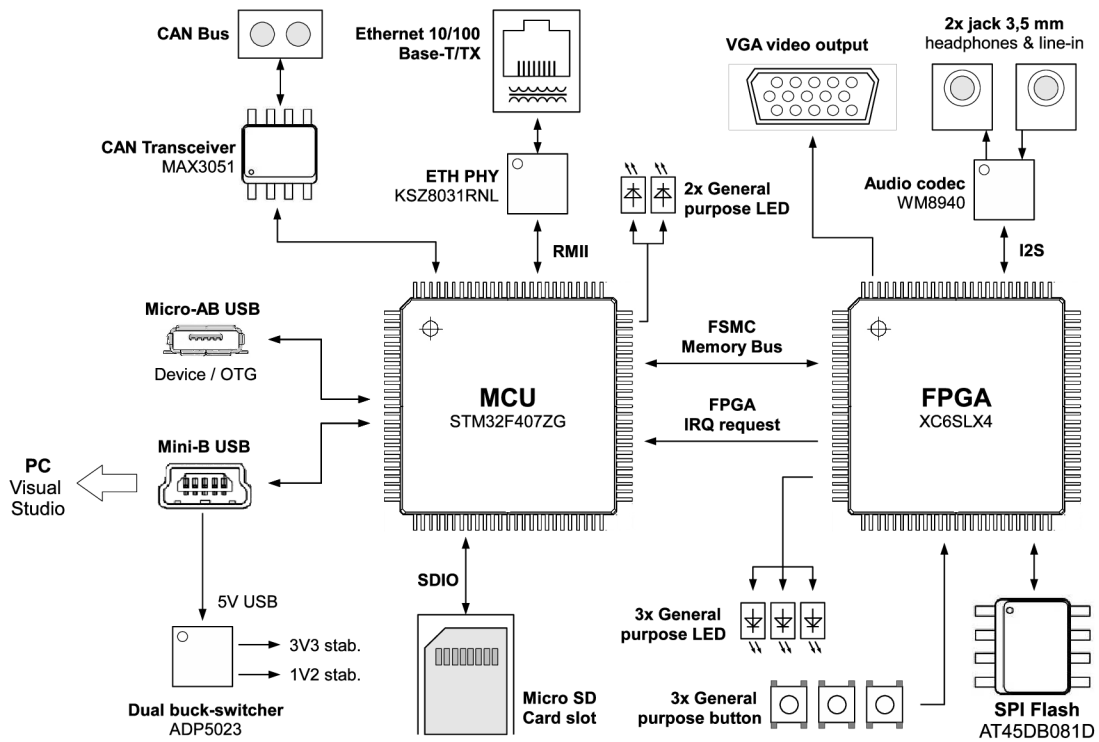 CAN Bus
Ethernet 10/100
Base-T/TX
VGA video output
2x jack 3,5 mm
headphones & line-in
CAN Transceiver
MAX3051
ETH PHY
KSZ8031RNL
2x General
purpose LED
Audio codec
WM8940
RMII
I2S
Micro-AB USB
Device / OTG
FSMC
Memory Bus
MCU
STM32F407ZG
FPGA
XC6SLX4
FPGA
IRQ request
Mini-B USB
PC
Visual
Studio
SDIO
5V USB
3V3 stab.
1V2 stab.
3x General
purpose LED
Dual buck-switcher
ADP5023
Micro SD
Card slot
3x General
purpose button
SPI Flash
AT45DB081D